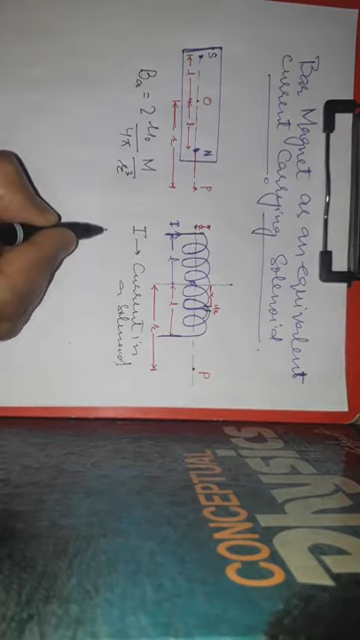 Bar Magnet as an equivalent
current carrying Solenoid.
S O N P
l l
r
Ba = 2 μ0 M
4π r³
I
l l
r
P
I → Current in
a solenoid
CONCEPTUAL
PHYSICS